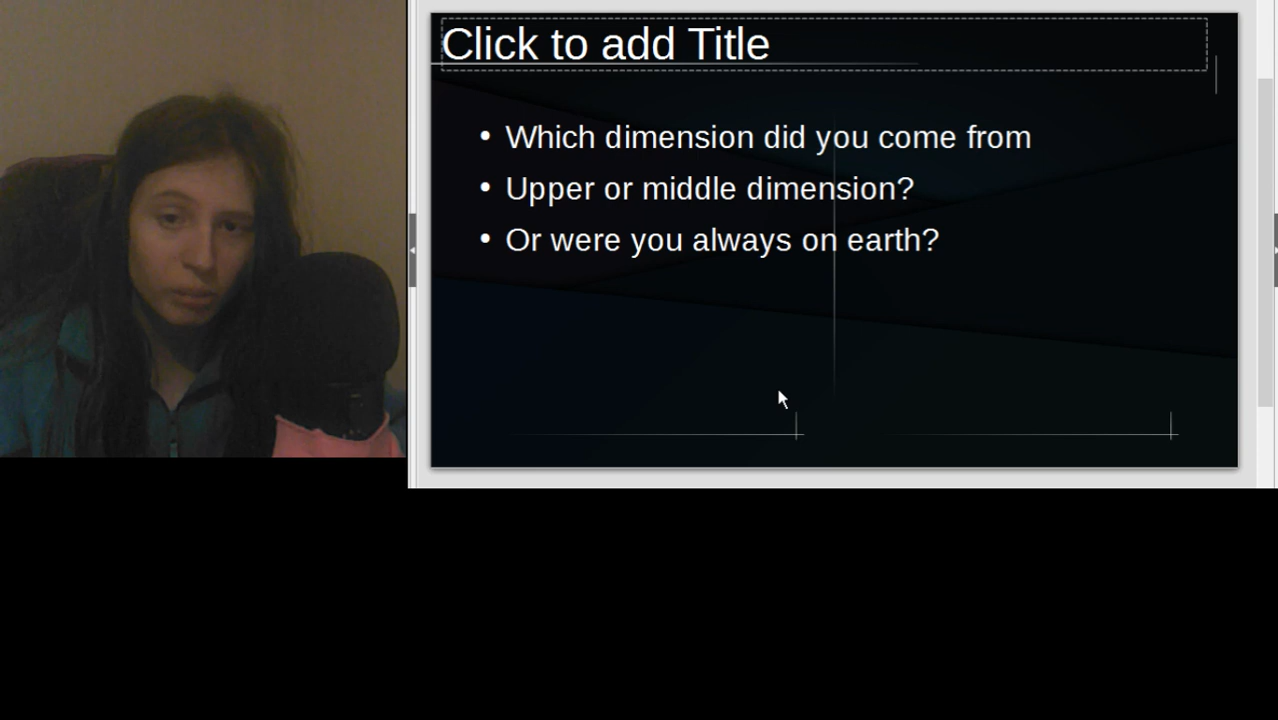 Click to add Title
• Which dimension did you come from
• Upper or middle dimension?
• Or were you always on earth?